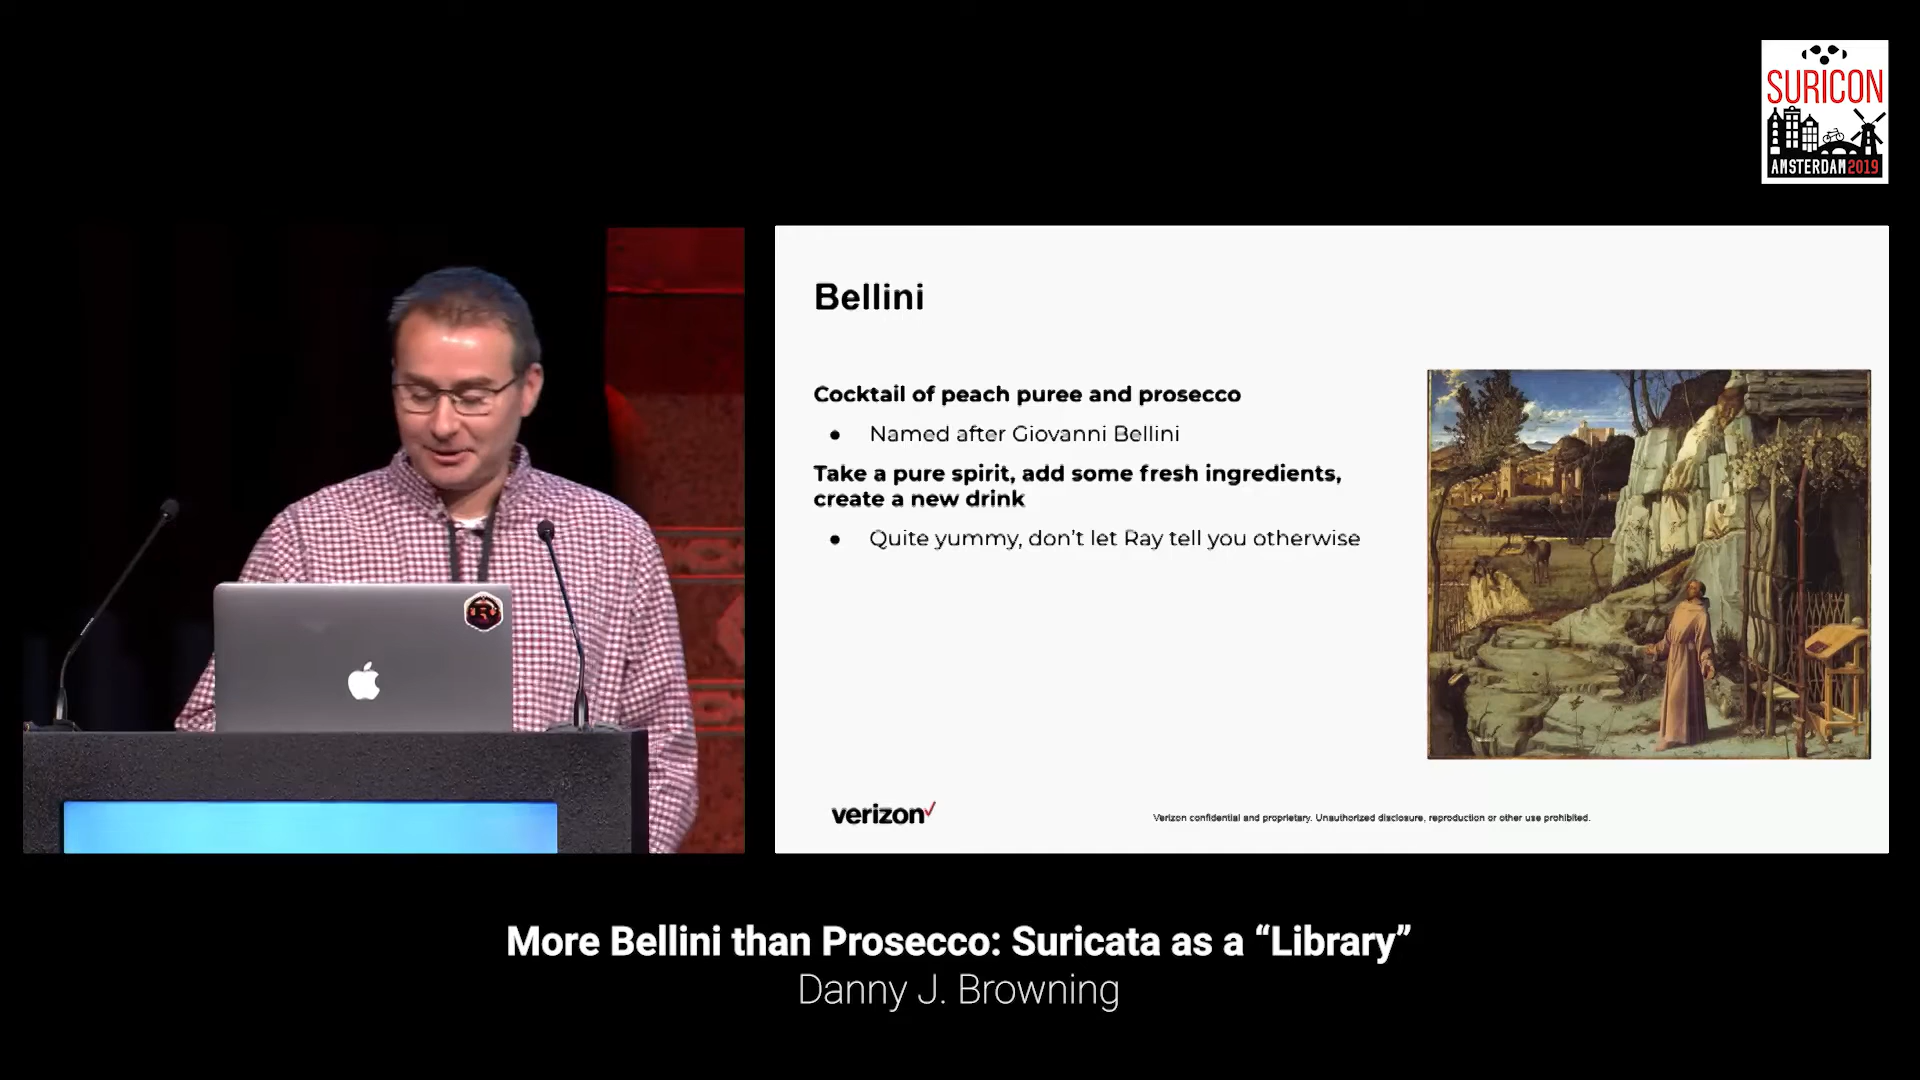 SURICON
AMSTERDAM 2019
Bellini
Cocktail of peach puree and prosecco
● Named after Giovanni Bellini
Take a pure spirit, add some fresh ingredients,
create a new drink
● Quite yummy, don't let Ray tell you otherwise
verizon✓
Verizon confidential and proprietary. Unauthorized disclosure, reproduction or other use prohibited.
More Bellini than Prosecco: Suricata as a “Library”
Danny J. Browning